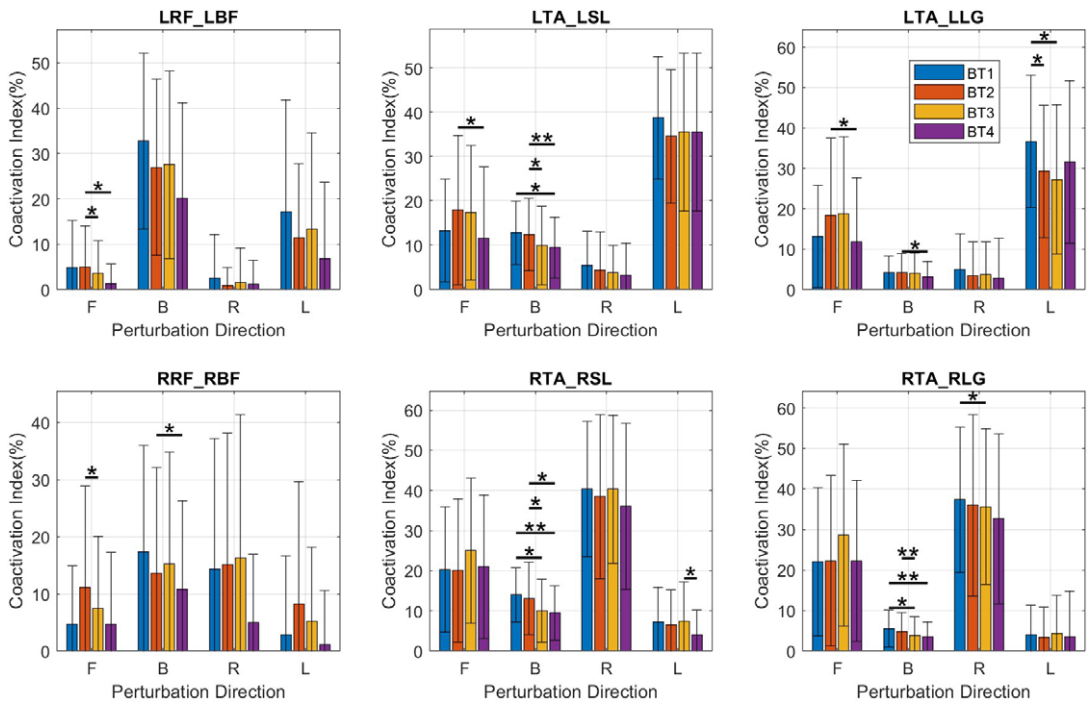 LRF_LBF
Coactivation Index(%)
50
40
30
20
10
0
* *
F B R L
Perturbation Direction
LTA_LSL
Coactivation Index(%)
50
40
30
20
10
0
* ** * *
F B R L
Perturbation Direction
LTA_LLG
Coactivation Index(%)
60
50
40
30
20
10
0
* * * *
BT1
BT2
BT3
BT4
F B R L
Perturbation Direction
RRF_RBF
Coactivation Index(%)
40
30
20
10
0
* *
F B R L
Perturbation Direction
RTA_RSL
Coactivation Index(%)
60
50
40
30
20
10
0
* * ** * *
F B R L
Perturbation Direction
RTA_RLG
Coactivation Index(%)
60
50
40
30
20
10
0
* ** ** *
F B R L
Perturbation Direction